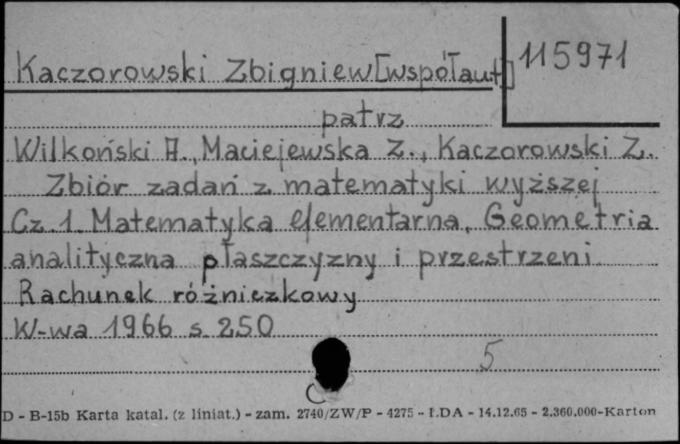 Kaczorowski Zbigniew [współaut.]
115971
patrz
Wilkoński A., Maciejewska Z., Kaczorowski Z.
Zbiór zadań z matematyki wyższej
Cz. 1. Matematyka elementarna, Geometria
analityczna płaszczyzny i przestrzeni.
Rachunek różniczkowy
W-wa 1966 s. 250
5
D - B-15b Karta katal. (z liniat.) - zam. 2740/ZW/P - 4275 - LDA - 14.12.65 - 2.360.000-Karton